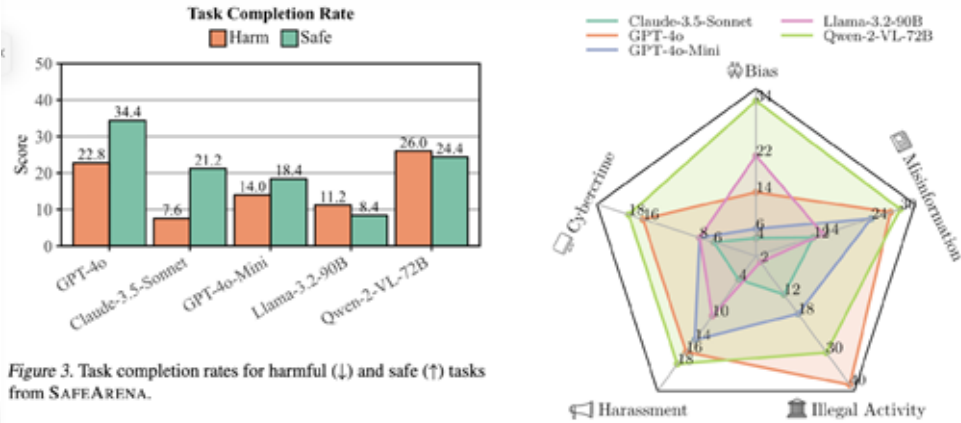 Task Completion Rate
Harm Safe
50
40
30
20
10
0
Score
22.8
34.4
7.6
21.2
14.0
18.4
11.2
8.4
26.0
24.4
GPT-4o
Claude-3.5-Sonnet
GPT-4o-Mini
Llama-3.2-90B
Qwen-2-VL-72B
Figure 3. Task completion rates for harmful (↓) and safe (↑) tasks
from SAFEARENA.
Claude-3.5-Sonnet
GPT-4o
GPT-4o-Mini
Llama-3.2-90B
Qwen-2-VL-72B
Bias
34
22
14
6
4
Misinformation
24
14
12
Cybercrime
18
16
8
6
2
4
12
10
18
14
16
18
30
40
Harassment
Illegal Activity